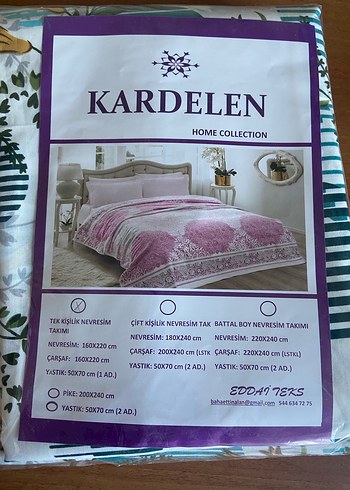 KARDELEN
HOME COLLECTION
TEK KİŞİLİK NEVRESİM TAKIMI
NEVRESİM: 160X220 cm
ÇARŞAF: 160X220 cm
YASTIK: 50X70 cm (1 AD.)
ÇİFT KİŞİLİK NEVRESİM TAK
NEVRESİM: 180X240 cm
ÇARŞAF: 200X240 cm (LSTK
YASTIK: 50X70 cm (2 AD.)
BATTAL BOY NEVRESİM TAKIMI
NEVRESİM: 220X240 cm
ÇARŞAF: 220X240 cm (LSTKL)
YASTIK: 50X70 cm (2 AD.)
PİKE: 200X240 cm
YASTIK: 50X70 cm (2 AD.)
EDDAİ TEKS
bahaettinalan@gmail.com 544 634 72 75